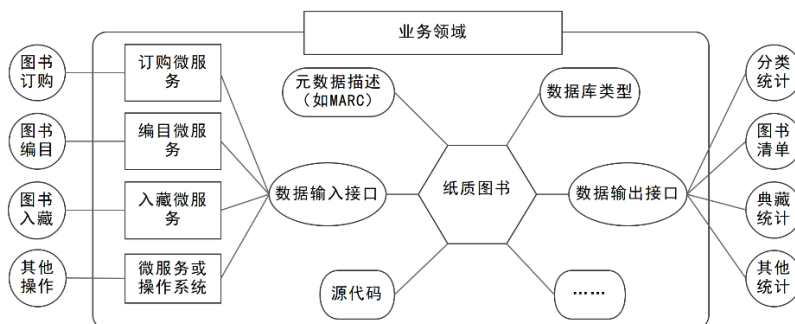 业务领域
图书
订购
订购微服
务
元数据描述
（如MARC）
数据库类型
分类
统计
图书
编目
编目微服
务
图书
清单
数据输入接口
纸质图书
数据输出接口
图书
入藏
入藏微服
务
典藏
统计
其他
操作
微服务或
操作系统
源代码
……
其他
统计